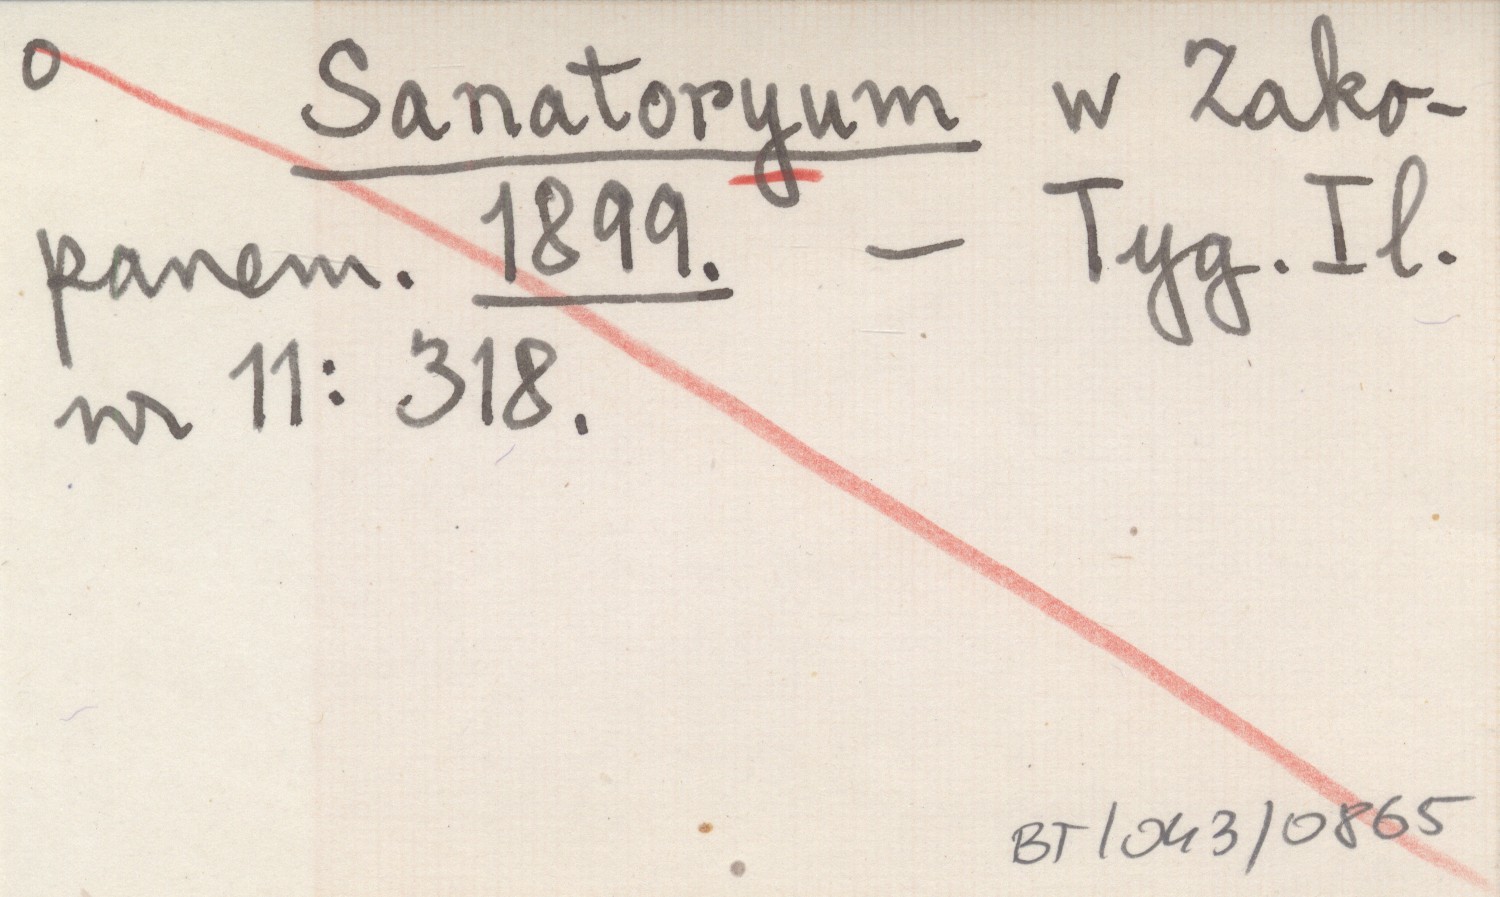 o Sanatoryum w Zako-
panem. 1899. — Tyg. Il.
nr 11: 318.
BT/043/0865